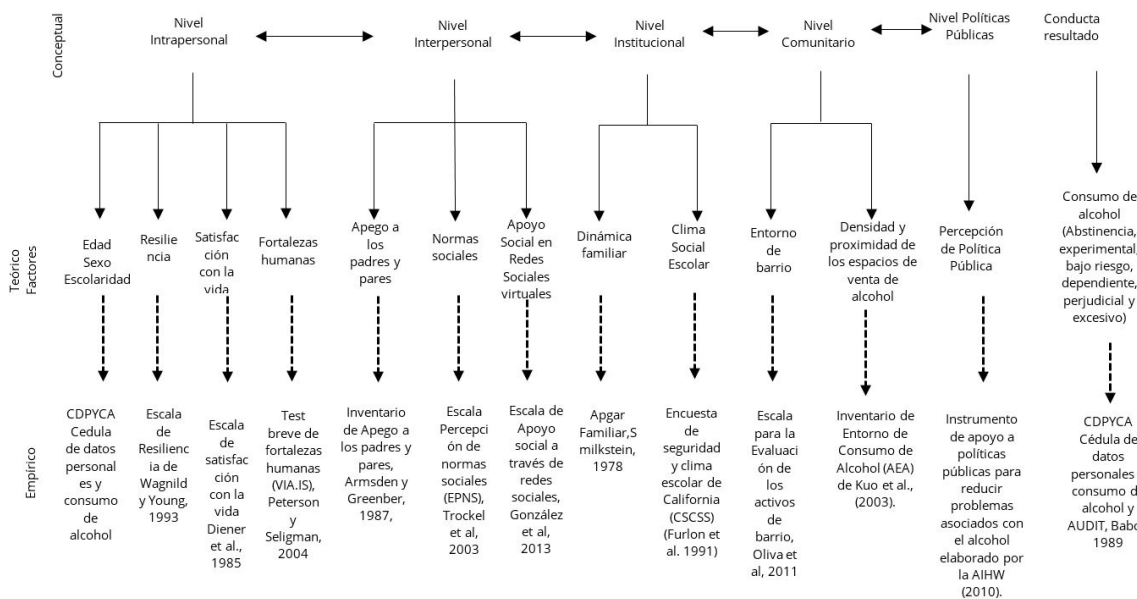 Conceptual
Nivel
Intrapersonal
Nivel
Interpersonal
Nivel
Institucional
Nivel
Comunitario
Nivel Políticas
Públicas
Conducta
resultado
Teórico
Factores
Edad
Sexo
Escolaridad
Resilie
ncia
Satisfac
ción
con la
vida
Fortalezas
humanas
Apego a
los
padres y
pares
Normas
sociales
Apoyo
Social en
Redes
Sociales
virtuales
Dinámica
familiar
Clima
Social
Escolar
Entorno
de
barrio
Densidad y
proximidad de
los espacios de
venta de
alcohol
Percepción
de Política
Pública
Consumo de
alcohol
(Abstinencia,
experimental,
bajo riesgo,
dependiente,
perjudicial y
excesivo)
Empírico
CDPYCA
Cedula
de datos
personal
es y
consumo
de
alcohol
Escala
de
Resilienc
ia de
Wagnild
y Young,
1993
Escala
de
satisfac
ción con
la vida
Diener
et al.,
1985
Test
breve de
fortalezas
humanas
(VIA.IS),
Peterson
y
Seligman,
2004
Inventario
de Apego a
los padres y
pares,
Armsden y
Greenber,
1987,
Escala
Percepci
ón de
normas
sociales
(EPNS),
Trockel
et al,
2003
Escala de
Apoyo
social a
través de
redes
sociales,
González
et al,
2013
Apgar
Familiar,S
milkstein,
1978
Encuesta
de
seguridad
y clima
escolar de
California
(CSCSS)
(Furlon et
al. 1991)
Escala
para la
Evaluaci
ón de
los
activos
de
barrio,
Oliva et
al, 2011
Inventario de
Entorno de
Consumo de
Alcohol (AEA)
de Kuo et al.,
(2003).
Instrumento
de apoyo a
políticas
públicas para
reducir
problemas
asociados con
el alcohol
elaborado por
la AIHW
(2010).
CDPYCA
Cédula de
datos
personales
consumo de
alcohol y
AUDIT,
1989